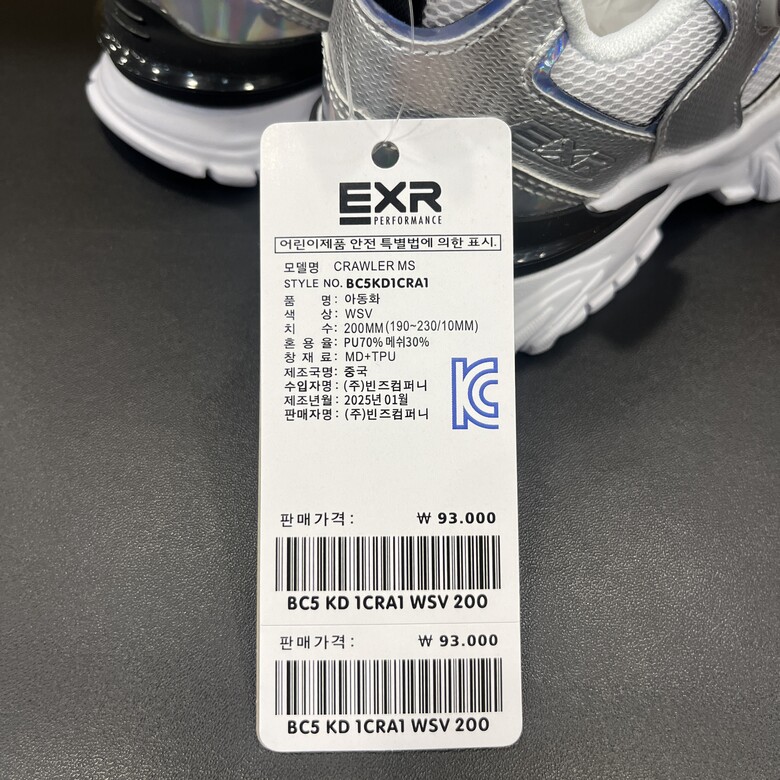 EXR
EXR
PERFORMANCE
어린이제품 안전 특별법에 의한 표시.
모델명 CRAWLER MS
STYLE NO. BC5KD1CRA1
품 명: 아동화
색 상: WSV
치 수: 200MM (190~230/10MM)
혼 용 율: PU70% 메쉬30%
창 재 료: MD+TPU
제조국명: 중국
수입자명: (주)빈즈컴퍼니
제조년월: 2025년 01월
판매자명: (주)빈즈컴퍼니
KC
판매가격: ₩ 93.000
BC5 KD 1CRA1 WSV 200
판매가격: ₩ 93.000
BC5 KD 1CRA1 WSV 200